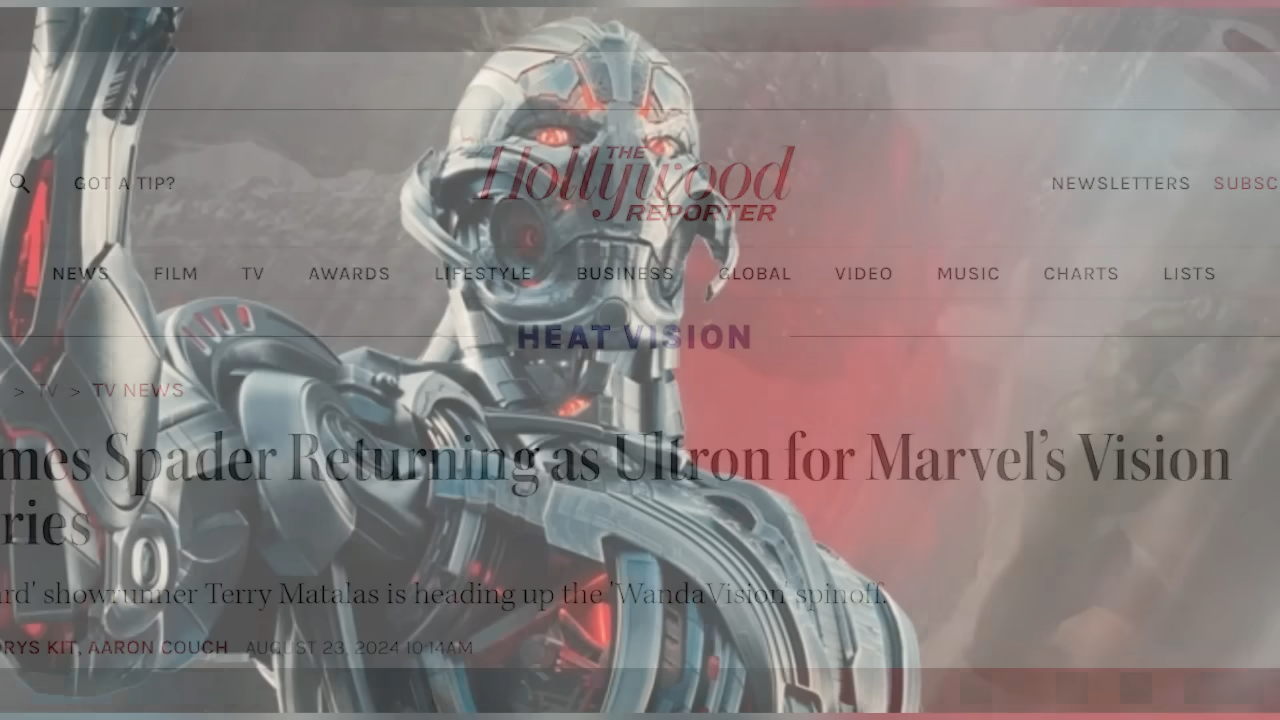 GOT A TIP?
THE
Hollywood
REPORTER
NEWSLETTERS SUBSC
NEWS FILM TV AWARDS LIFESTYLE BUSINESS GLOBAL VIDEO MUSIC CHARTS LISTS
HEAT VISION
> TV > TV NEWS
mes Spader Returning as Ultron for Marvel's Vision
ries
ard' showrunner Terry Matalas is heading up the 'WandaVision' spinoff.
ORYS KIT, AARON COUCH AUGUST 23, 2024 10:14AM